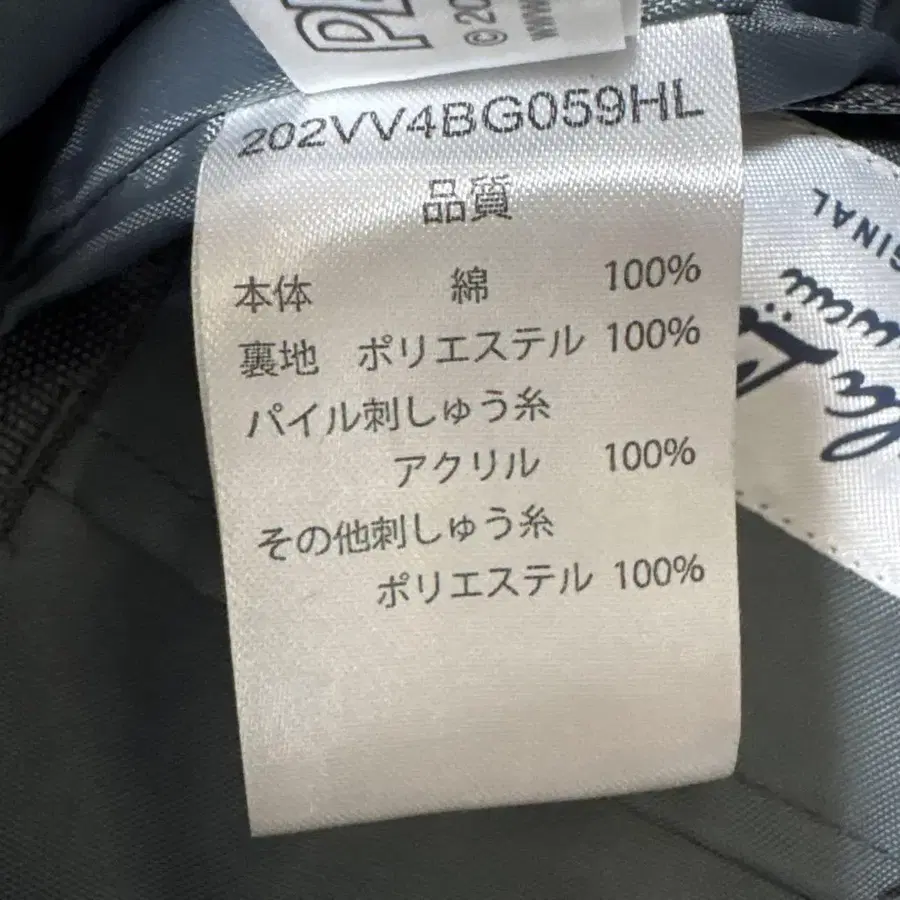 © 20
www.
202VV4BG059HL
品質
本体 綿 100%
裏地 ポリエステル 100%
パイル刺しゅう糸
アクリル 100%
その他刺しゅう糸
ポリエステル 100%